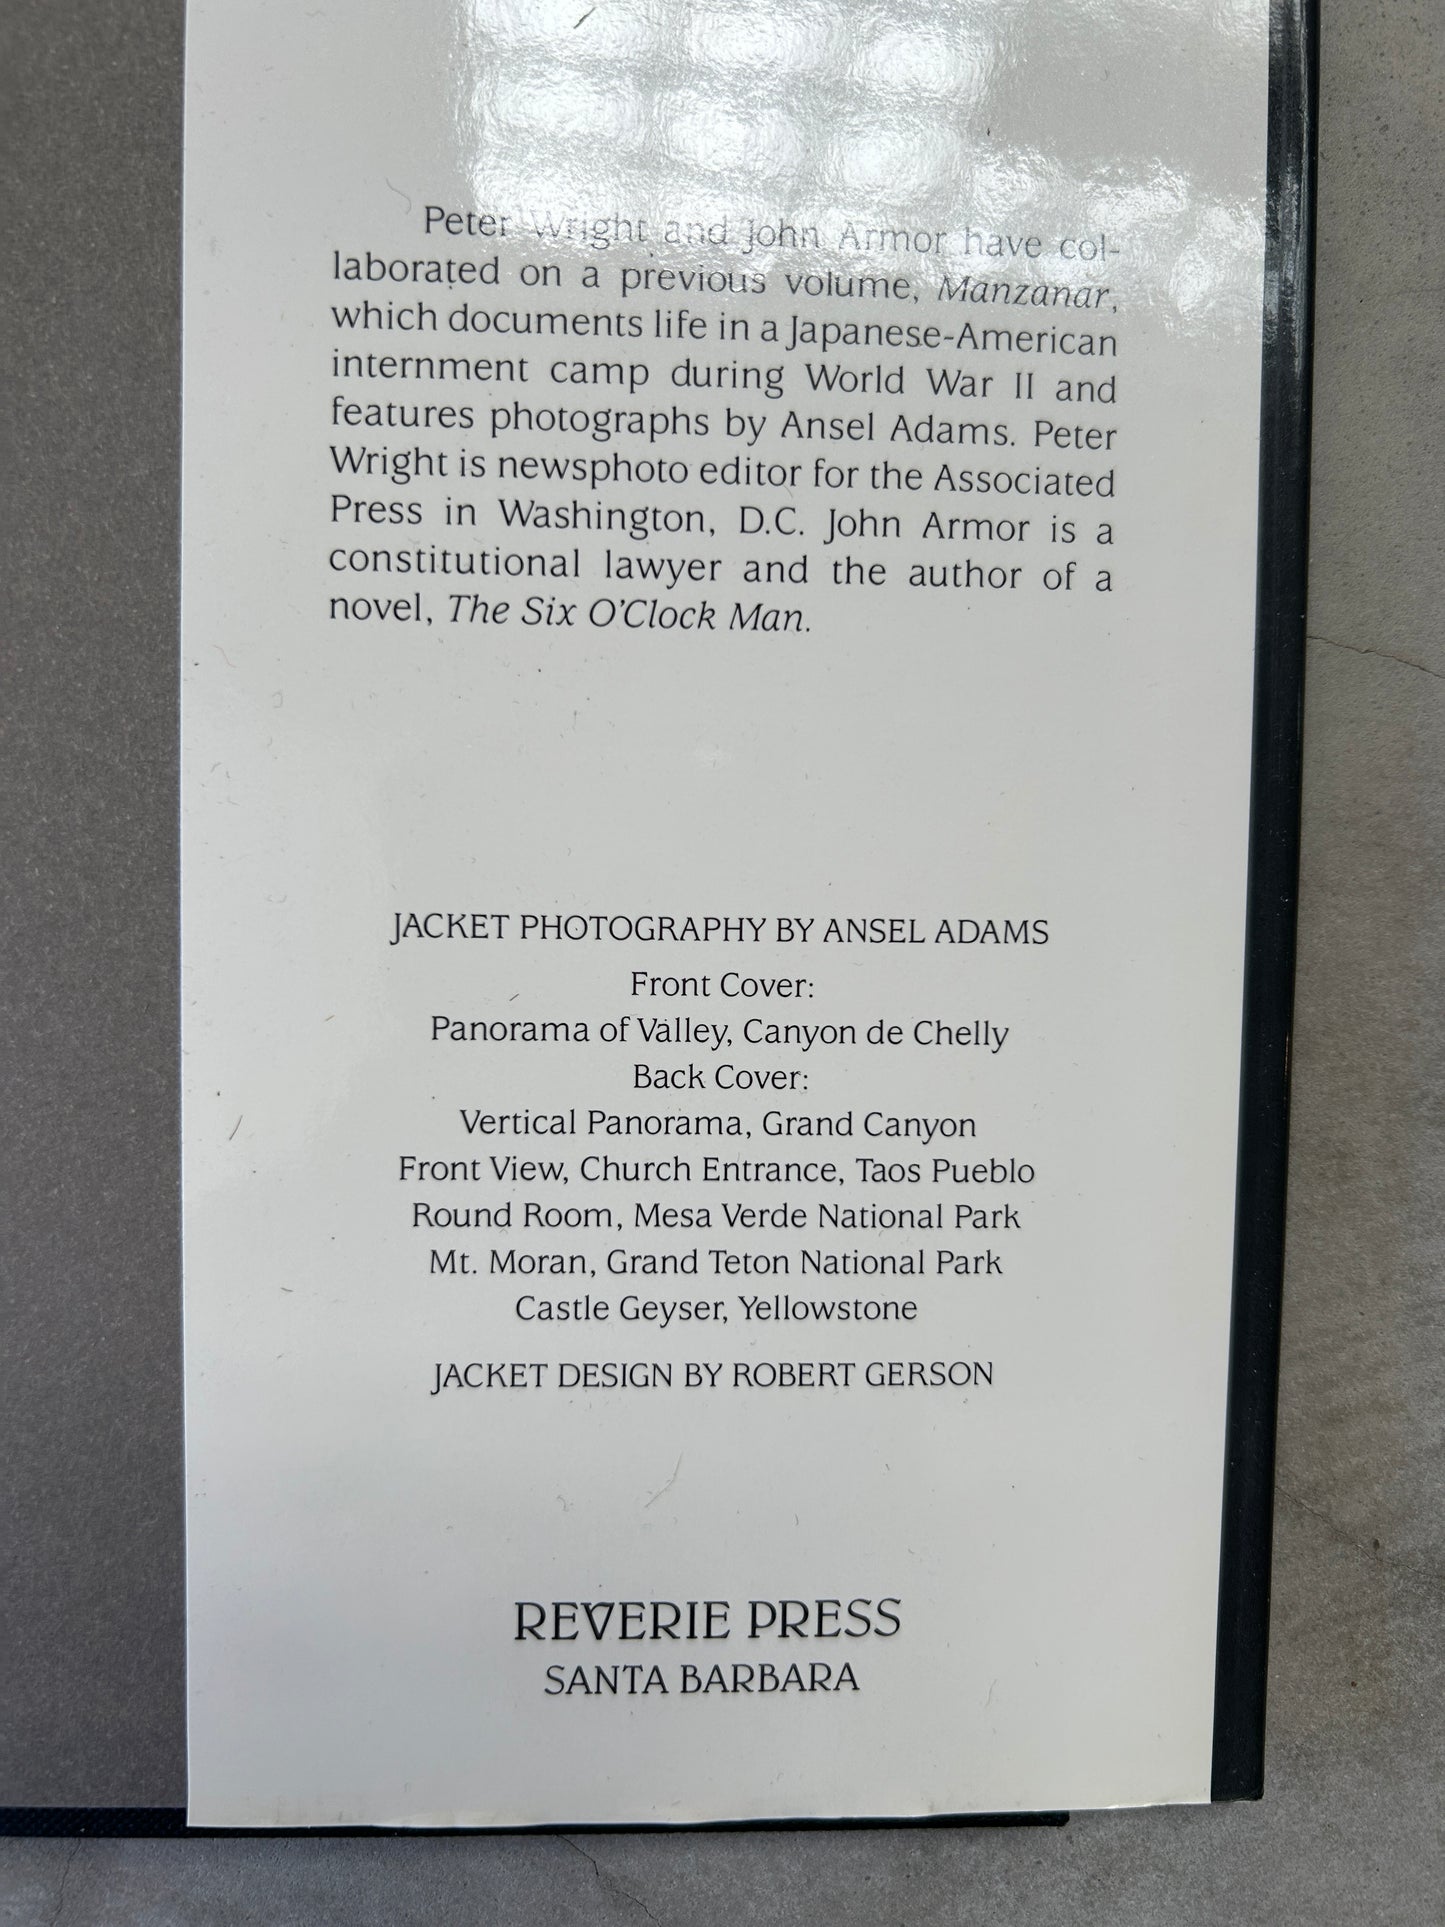 Peter Wright and John Armor have col-
laborated on a previous volume, Manzanar,
which documents life in a Japanese-American
internment camp during World War II and
features photographs by Ansel Adams. Peter
Wright is newsphoto editor for the Associated
Press in Washington, D.C. John Armor is a
constitutional lawyer and the author of a
novel, The Six O'Clock Man.
JACKET PHOTOGRAPHY BY ANSEL ADAMS
Front Cover:
Panorama of Valley, Canyon de Chelly
Back Cover:
Vertical Panorama, Grand Canyon
Front View, Church Entrance, Taos Pueblo
Round Room, Mesa Verde National Park
Mt. Moran, Grand Teton National Park
Castle Geyser, Yellowstone
JACKET DESIGN BY ROBERT GERSON
REVERIE PRESS
SANTA BARBARA